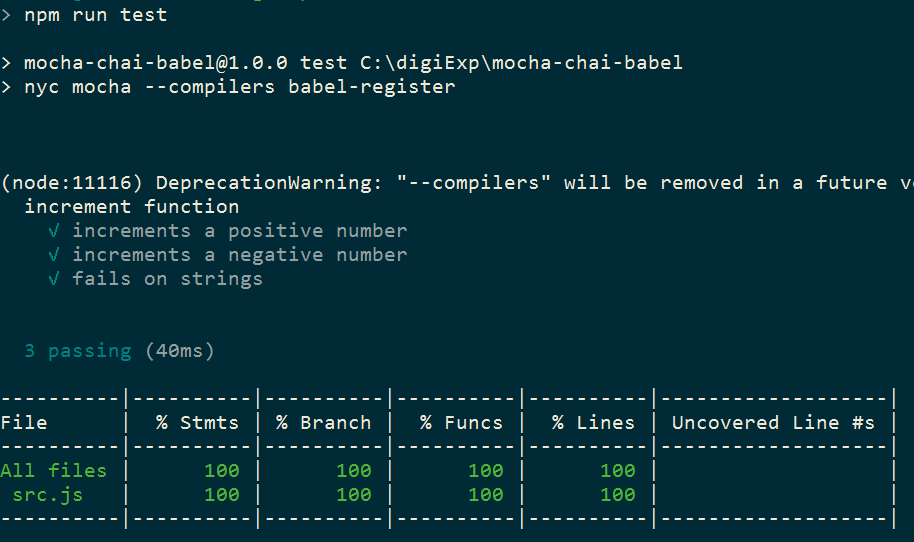 > npm run test
> mocha-chai-babel@1.0.0 test C:\digiExp\mocha-chai-babel
> nyc mocha --compilers babel-register
(node:11116) DeprecationWarning: "--compilers" will be removed in a future
  increment function
    √ increments a positive number
    √ increments a negative number
    √ fails on strings
  3 passing (40ms)
----------|----------|----------|----------|----------|-------------------|
File      |  % Stmts | % Branch |  % Funcs |  % Lines | Uncovered Line #s |
----------|----------|----------|----------|----------|-------------------|
All files |      100 |      100 |      100 |      100 |                   |
 src.js   |      100 |      100 |      100 |      100 |                   |
----------|----------|----------|----------|----------|-------------------|